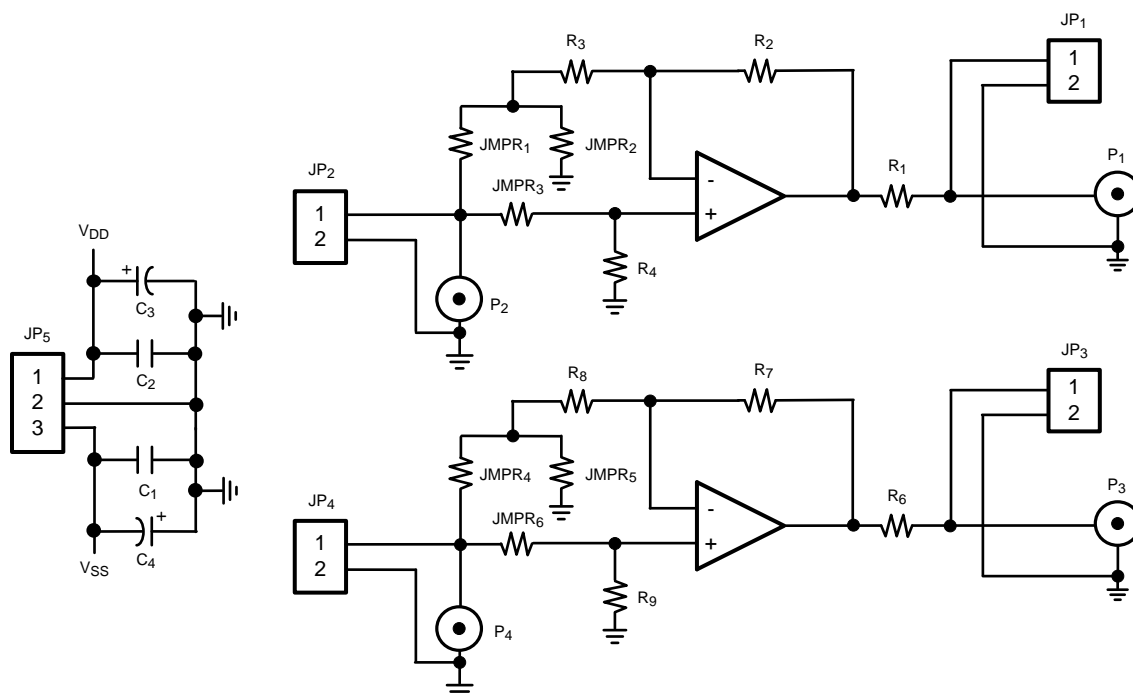 JP1
1
2
R3
R2
JMPR1
JMPR2
JMPR3
R1
P1
JP2
1
2
-
+
R4
P2
VDD
+
C3
C2
JP5
1
2
3
C1
+
C4
VSS
JP3
1
2
R8
R7
JMPR4
JMPR5
JMPR6
R6
P3
JP4
1
2
-
+
R9
P4